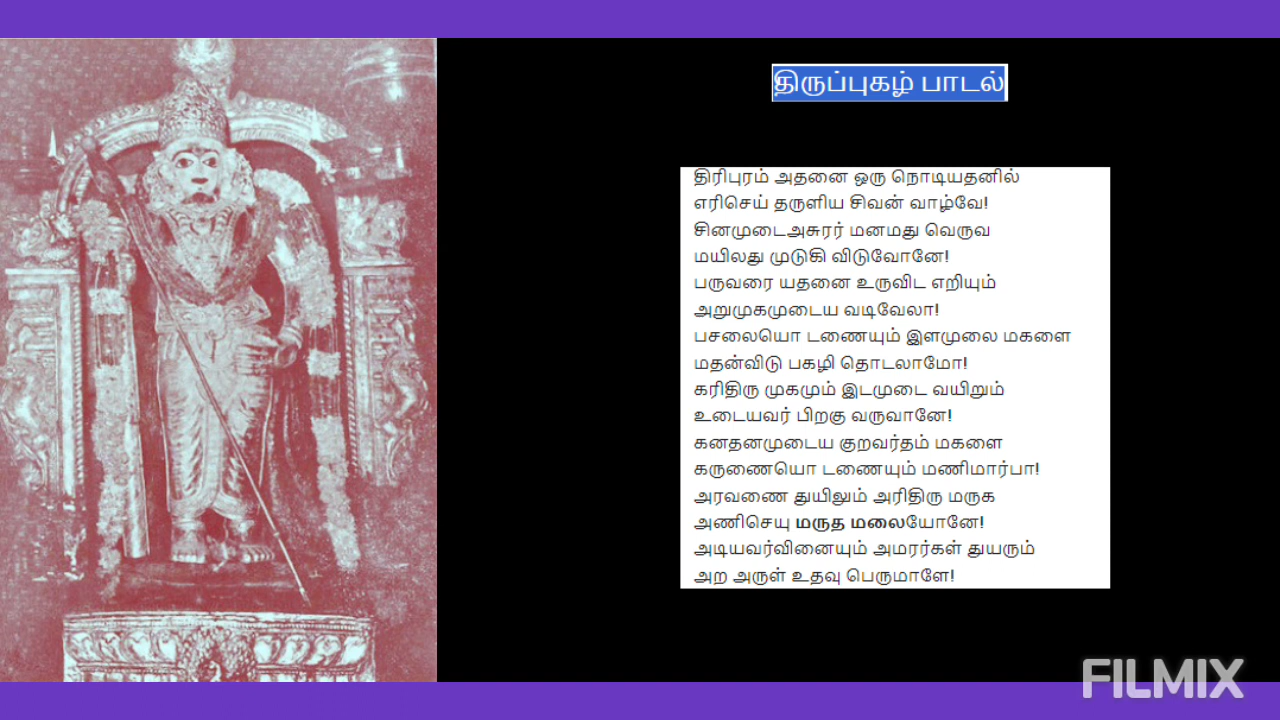 திருப்புகழ் பாடல்
திரிபுரம் அதனை ஒரு நொடியதனில்
எரிசெய் தருளிய சிவன் வாழ்வே!
சினமுடைஅசுரர் மனமது வெருவ
மயிலது முடுகி விடுவோனே!
பருவரை யதனை உருவிட எறியும்
அறுமுகமுடைய வடிவேலா!
பசலையொ டணையும் இளமுலை மகளை
மதன்விடு பகழி தொடலாமோ!
கரிதிரு முகமும் இடமுடை வயிறும்
உடையவர் பிறகு வருவானே!
கனதனமுடைய குறவர்தம் மகளை
கருணையொ டணையும் மணிமார்பா!
அரவணை துயிலும் அரிதிரு மருக
அணிசெயு மருத மலையோனே!
அடியவர்வினையும் அமரர்கள் துயரும்
அற அருள் உதவு பெருமாளே!
FILMIX